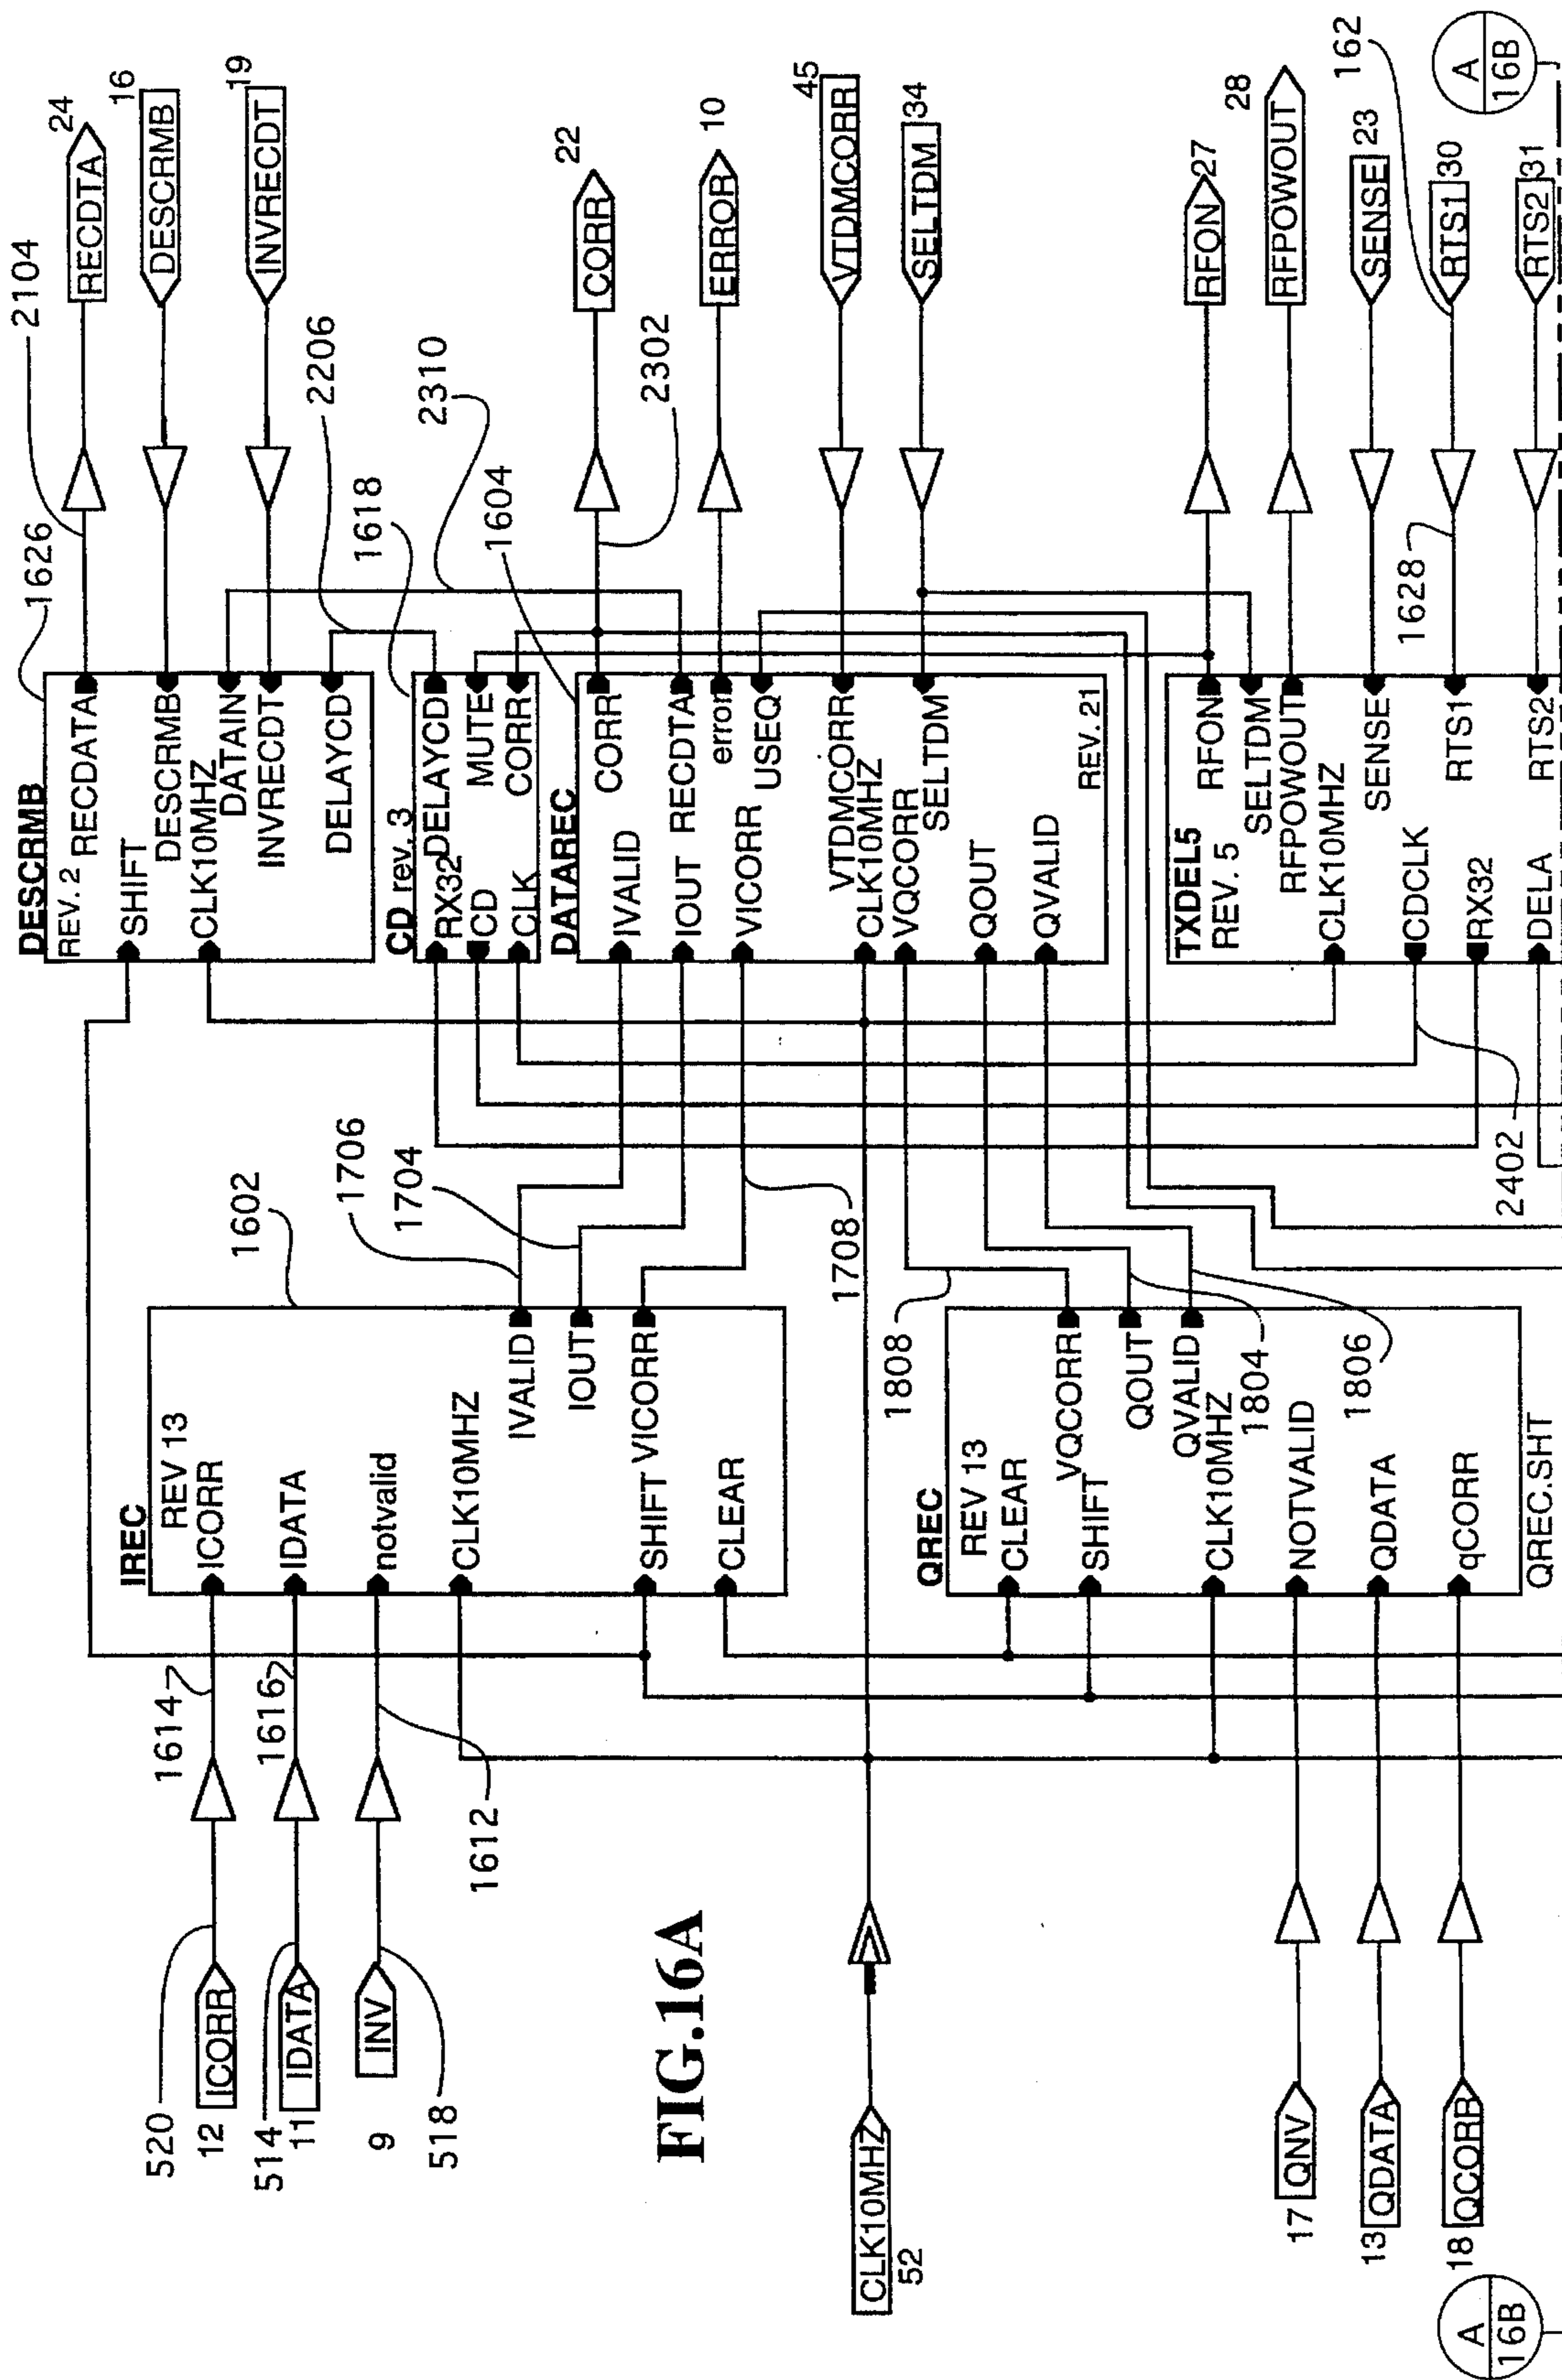 FIG.16A
520
12 ICORR
1614
514
11 IDATA
1616
9 INV
518
1612
IREC
REV 13
ICORR
IDATA
notvalid
CLK10MHZ
IVALID
IOUT
SHIFT VICORR
CLEAR
1602
1706
1704
1708
CLK10MHZ
52
QREC
REV 13
CLEAR
VQCORR
SHIFT
QOUT
QVALID
CLK10MHZ
NOTVALID
QDATA
qCORR
QREC.SHT
17 QNV
13 QDATA
18 QCORR
1808
1804
1806
DESCRMB
REV. 2
RECDATA
SHIFT
DESCRMB
CLK10MHZ
DATAIN
INVRECDT
DELAYCD
1626
2104
RECDTA
24
DESCRMB
16
INVRECDT
19
2206
CD rev. 3
RX32
DELAYCD
CD
MUTE
CLK
CORR
1618
2310
DATAREC
CORR
IVALID
IOUT RECDTA
error
VICORR
USEQ
VTDMCORR
CLK10MHZ
VQCORR
SELTDM
QOUT
QVALID
REV. 21
1604
2302
CORR
22
ERROR
10
VTDMCORR
45
SELTDM
34
TXDEL5
REV. 5
RFON
SELTDM
RFPOWOUT
CLK10MHZ
SENSE
CDCLK
RTS1
RX32
DELA
RTS2
2402
RFON
27
RFPOWOUT
28
SENSE
23
1628
162
RTS1
30
RTS2
31
A
16B
A
16B